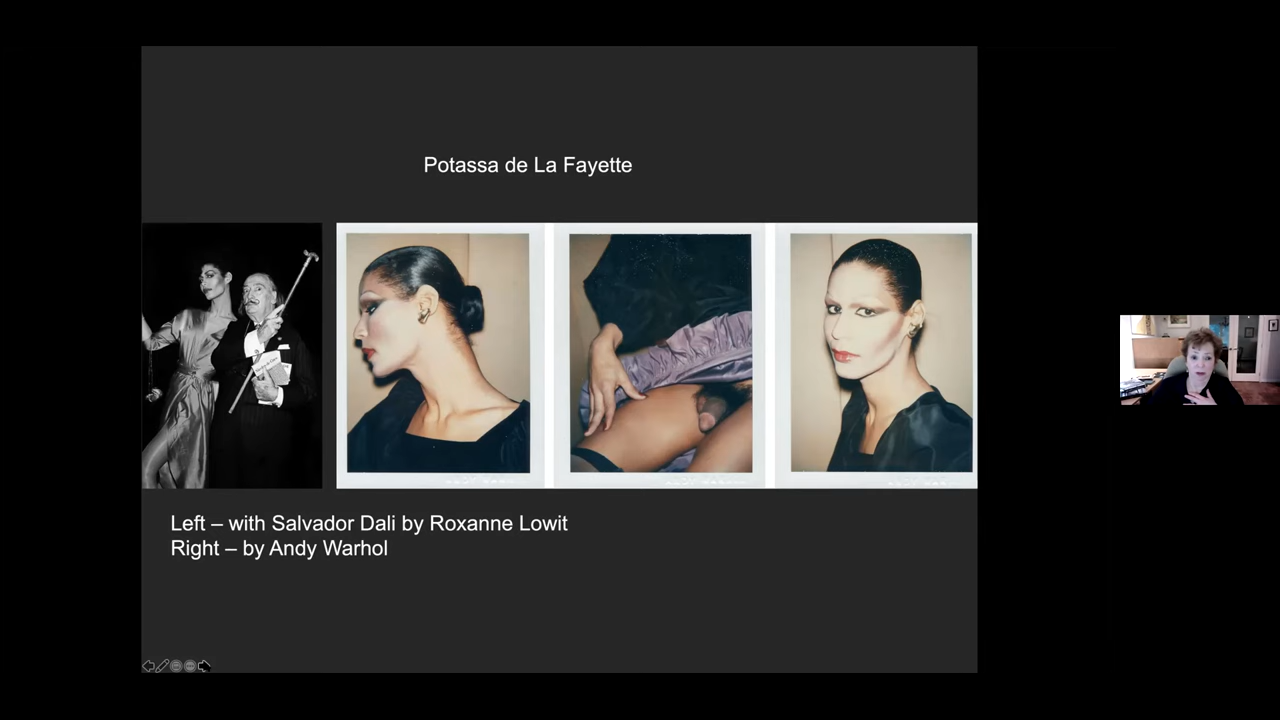 Potassa de La Fayette
Left – with Salvador Dali by Roxanne Lowit
Right – by Andy Warhol